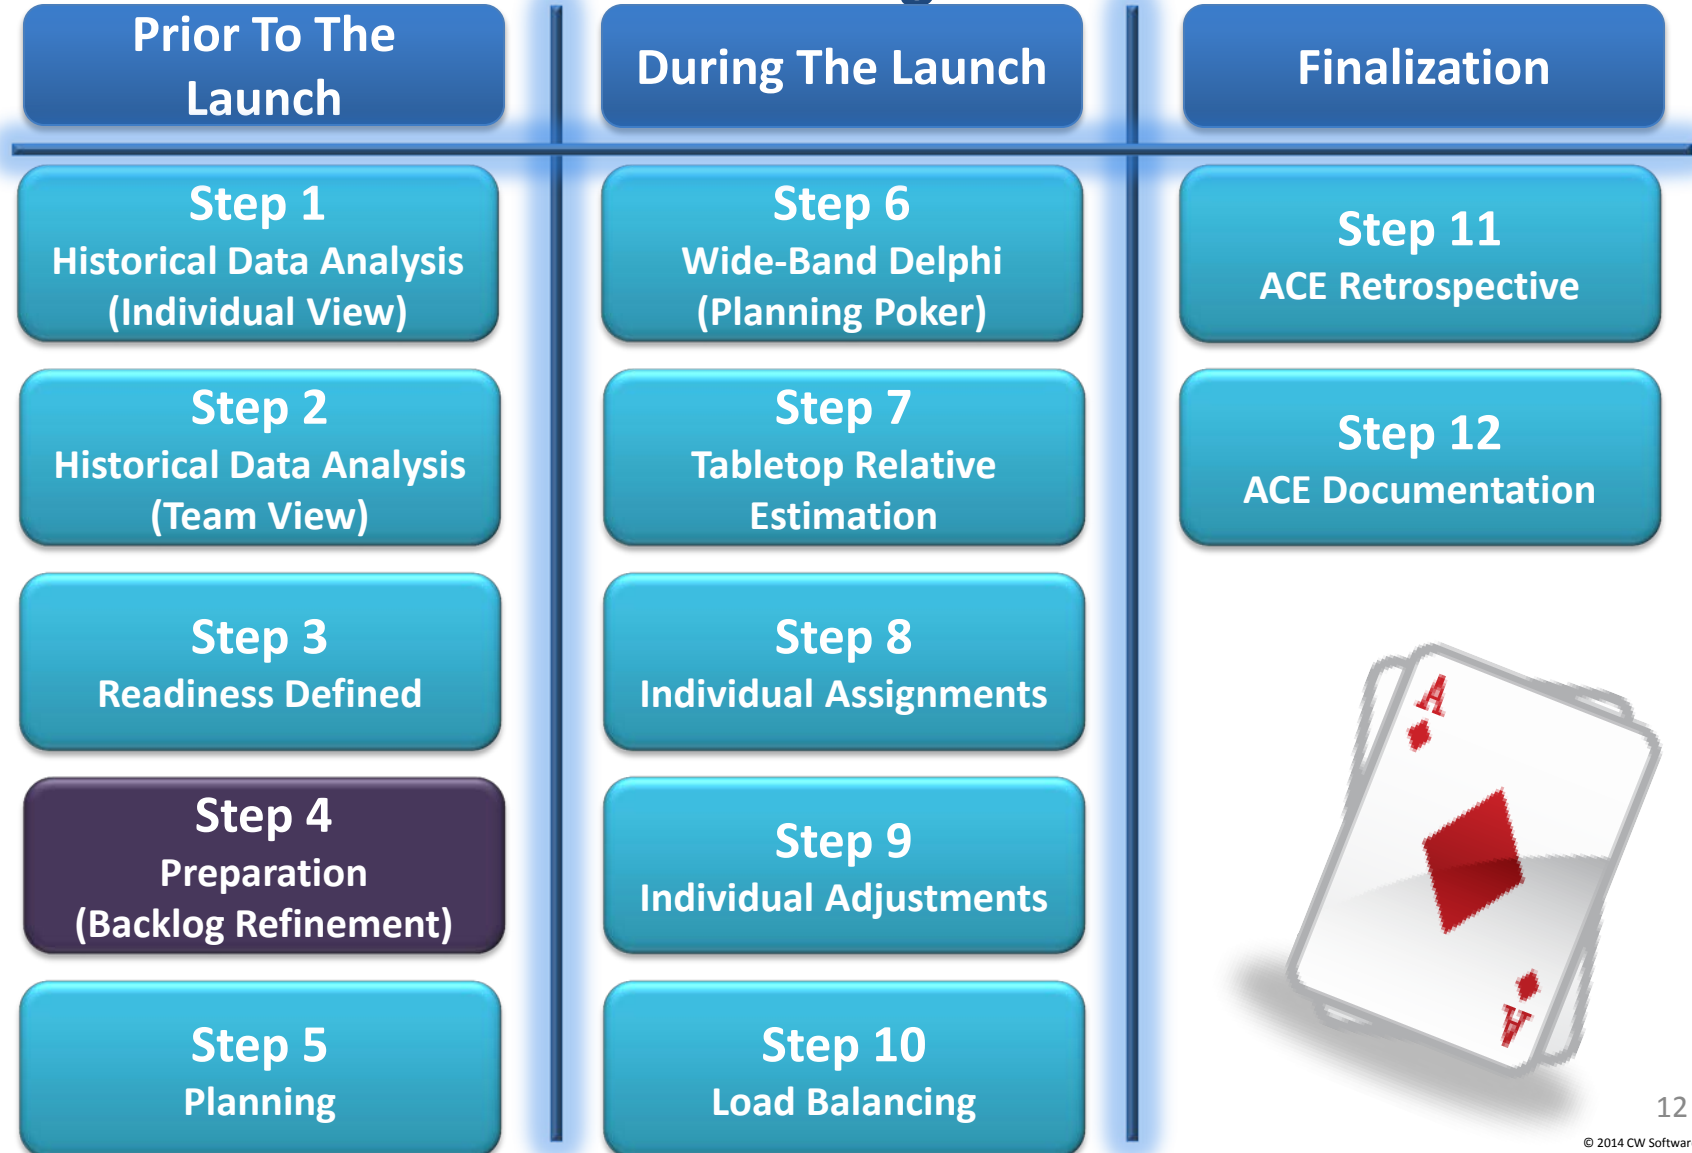 Prior To The
Launch
During The Launch
Finalization
Step 1
Historical Data Analysis
(Individual View)
Step 2
Historical Data Analysis
(Team View)
Step 3
Readiness Defined
Step 4
Preparation
(Backlog Refinement)
Step 5
Planning
Step 6
Wide-Band Delphi
(Planning Poker)
Step 7
Tabletop Relative
Estimation
Step 8
Individual Assignments
Step 9
Individual Adjustments
Step 10
Load Balancing
Step 11
ACE Retrospective
Step 12
ACE Documentation
A
A
12
© 2014 CW Softwar